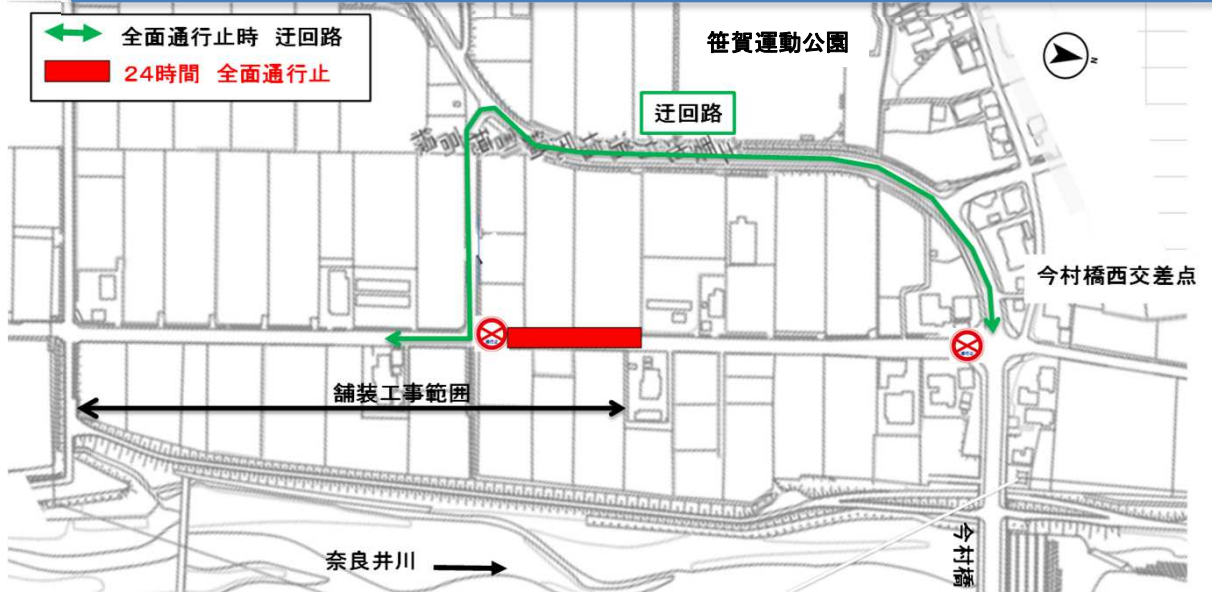 全面通行止時 迂回路
24時間 全面通行止
笹賀運動公園
N
迂回路
今村橋西交差点
舗装工事範囲
奈良井川
今村橋